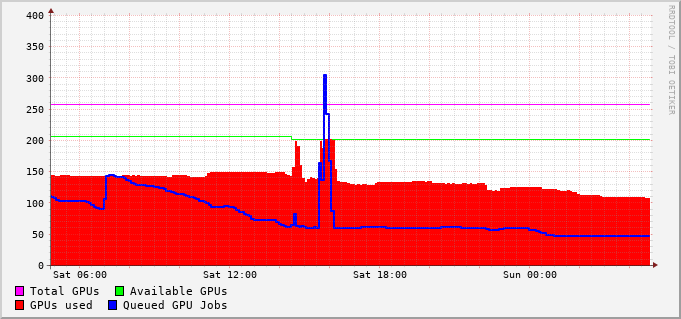 400
350
300
250
200
150
100
50
0
Sat 06:00 Sat 12:00 Sat 18:00 Sun 00:00
Total GPUs Available GPUs
GPUs used Queued GPU Jobs
RRDTOOL / TOBI OETIKER